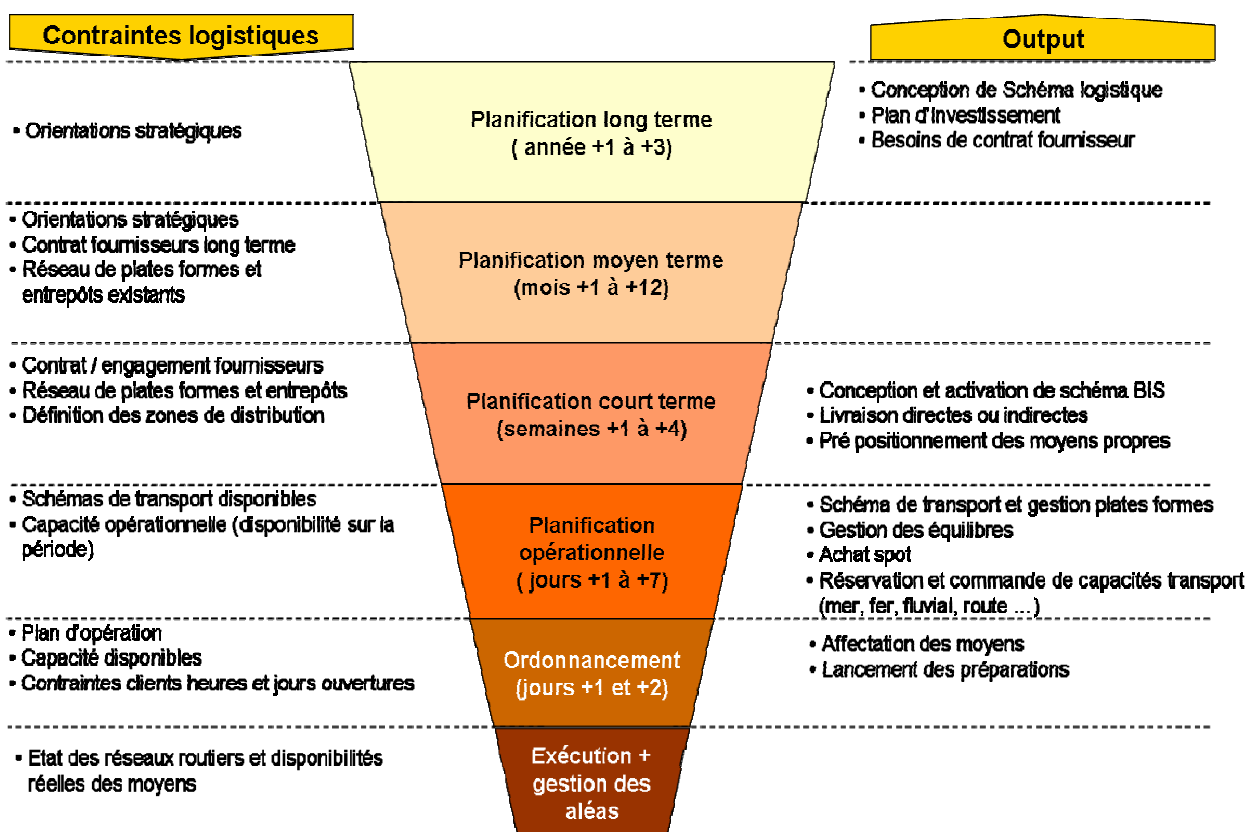 Contraintes logistiques
Output
• Orientations stratégiques
Planification long terme
( année +1 à +3)
• Conception de Schéma logistique
• Plan d'investissement
• Besoins de contrat fournisseur
• Orientations stratégiques
• Contrat fournisseurs long terme
• Réseau de plates formes et
entrepôts existants
Planification moyen terme
(mois +1 à +12)
• Contrat / engagement fournisseurs
• Réseau de plates formes et entrepôts
• Définition des zones de distribution
Planification court terme
(semaines +1 à +4)
• Conception et activation de schéma BIS
• Livraison directes ou indirectes
• Pré positionnement des moyens propres
• Schémas de transport disponibles
• Capacité opérationnelle (disponibilité sur la
période)
Planification
opérationnelle
( jours +1 à +7)
• Schéma de transport et gestion plates formes
• Gestion des équilibres
• Achat spot
• Réservation et commande de capacités transport
(mer, fer, fluvial, route ...)
• Plan d'opération
• Capacité disponibles
• Contraintes clients heures et jours ouvertures
Ordonnancement
(jours +1 et +2)
• Affectation des moyens
• Lancement des préparations
• Etat des réseaux routiers et disponibilités
réelles des moyens
Exécution +
gestion des
aléas